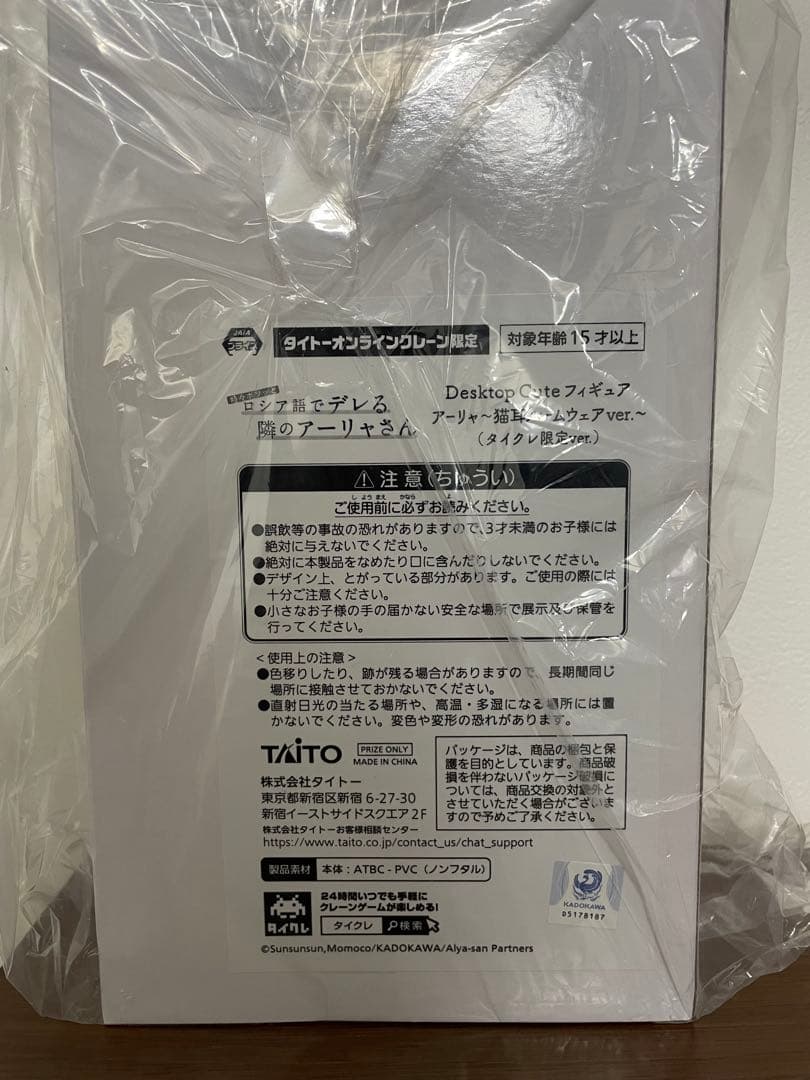 JAIA
プライズ
タイトーオンラインクレーン限定
対象年齢15才以上
時々ボソッと
ロシア語でデレる
隣のアーリャさん
Desktop Cute フィギュア
アーリャ〜猫耳ルームウェアver.〜
(タイクレ限定ver.)
⚠注意(ちゅうい)
しようまえ かなら よ
ご使用前に必ずお読みください。
●誤飲等の事故の恐れがありますので、3才未満のお子様には
絶対に与えないでください。
●絶対に本製品をなめたり口に含んだりしないでください。
●デザイン上、とがっている部分があります。ご使用の際には
十分ご注意ください。
●小さなお子様の手の届かない安全な場所で展示及び保管を
行ってください。
<使用上の注意>
●色移りしたり、跡が残る場合がありますので、長期間同じ
場所に接触させておかないでください。
●直射日光の当たる場所や、高温・多湿になる場所には置
かないでください。変色や変形の恐れがあります。
TAITO
PRIZE ONLY
MADE IN CHINA
株式会社タイトー
東京都新宿区新宿 6-27-30
新宿イーストサイドスクエア 2F
株式会社タイトーお客様相談センター
https://www.taito.co.jp/contact_us/chat_support
パッケージは、商品の梱包と保
護を目的としています。商品破
損を伴わないパッケージ破損に
ついては、商品交換の対象外と
させていただく場合がございま
すので予めご了承ください。
製品素材 本体:ATBC-PVC(ノンフタル)
タイクレ
24時間いつでも手軽に
クレーンゲームが楽しめる!
タイクレ 検索
KADOKAWA
D5178187
©Sunsunsun,Momoco/KADOKAWA/Alya-san Partners